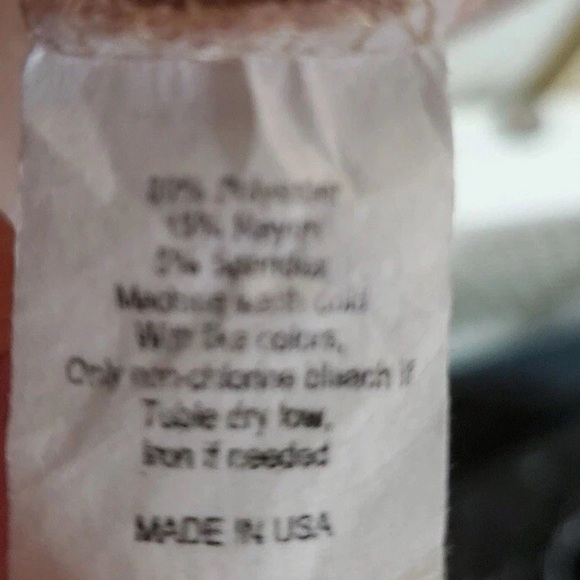 Polyester
15% Rayon
5% Spandex
Machine wash cold
With like colors,
Only non-chlorine bleach if
Tuble dry low,
Iron if needed
MADE IN USA